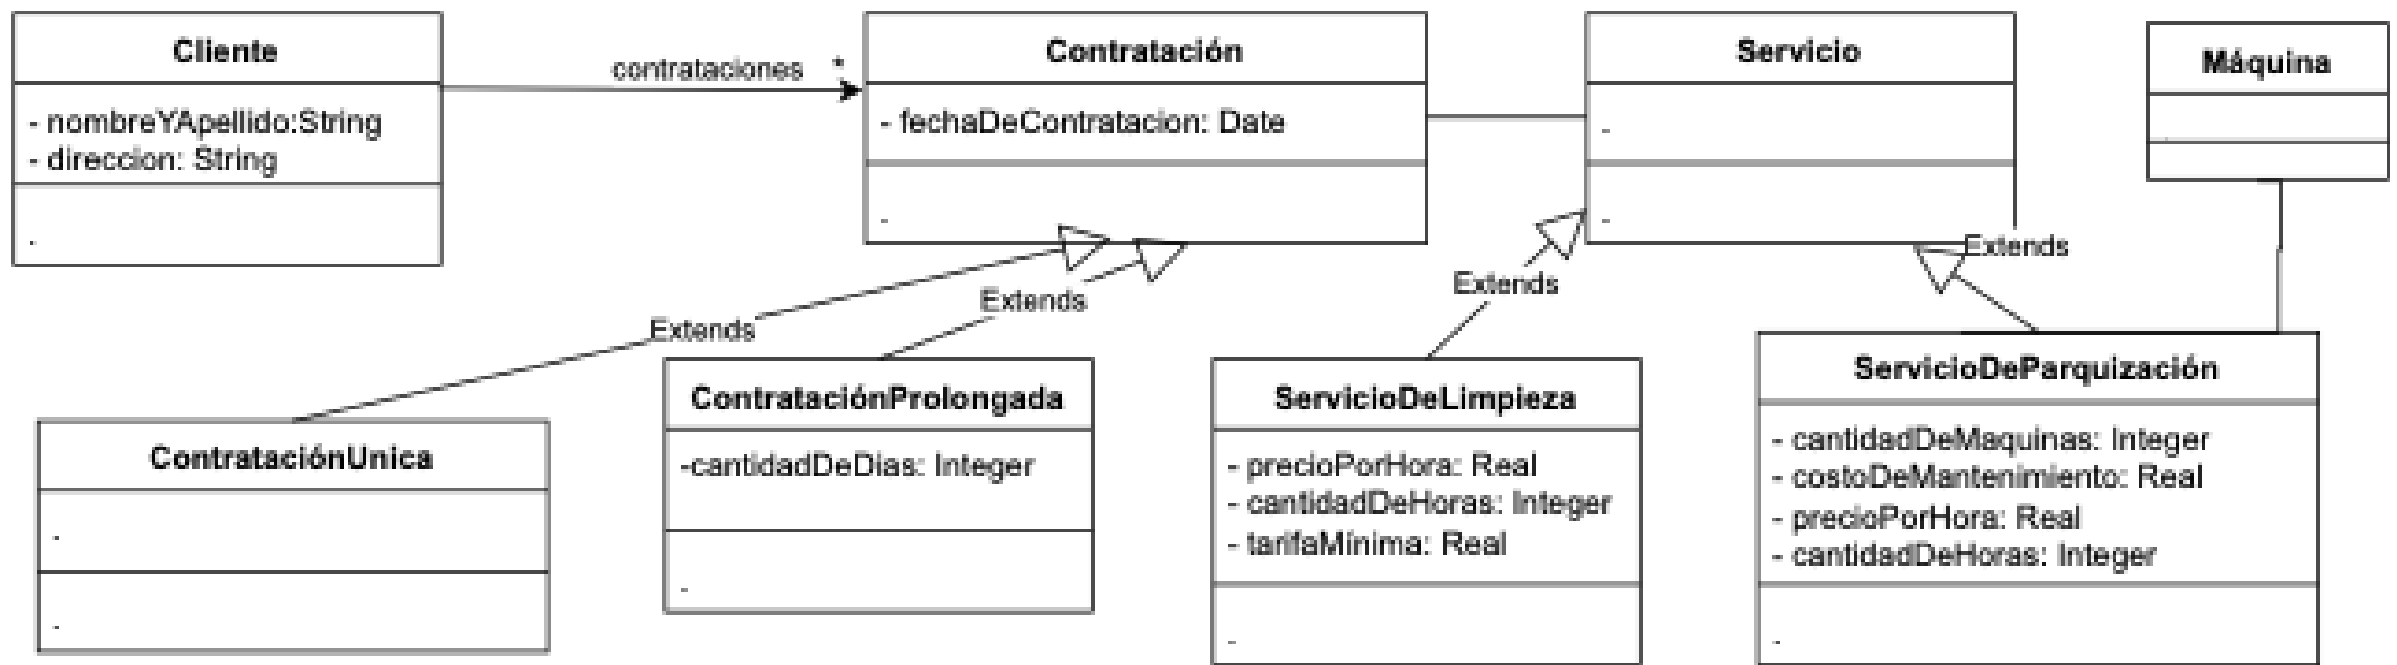 Cliente
- nombreYApellido:String
- direccion: String
contrataciones *
Contratación
- fechaDeContratacion: Date
-
Servicio
-
-
Máquina
Extends
Extends
Extends
Extends
ContrataciónUnica
-
-
ContrataciónProlongada
-cantidadDeDias: Integer
-
ServicioDeLimpieza
- precioPorHora: Real
- cantidadDeHoras: Integer
- tarifaMínima: Real
-
ServicioDeParquización
- cantidadDeMaquinas: Integer
- costoDeMantenimiento: Real
- precioPorHora: Real
- cantidadDeHoras: Integer
-